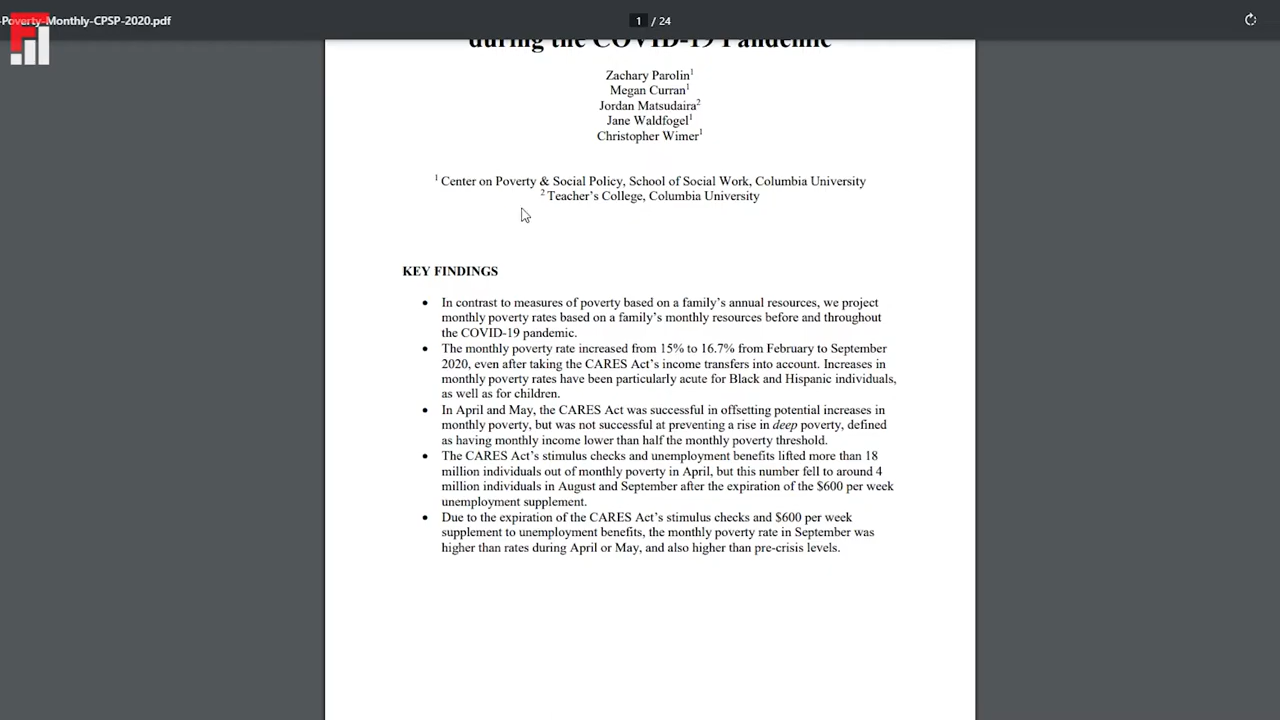 -Poverty-Monthly-CPSP-2020.pdf
1 / 24
during the COVID-19 Pandemic
Zachary Parolin1
Megan Curran1
Jordan Matsudaira2
Jane Waldfogel1
Christopher Wimer1
1 Center on Poverty & Social Policy, School of Social Work, Columbia University
2 Teacher's College, Columbia University
KEY FINDINGS
• In contrast to measures of poverty based on a family's annual resources, we project
monthly poverty rates based on a family's monthly resources before and throughout
the COVID-19 pandemic.
• The monthly poverty rate increased from 15% to 16.7% from February to September
2020, even after taking the CARES Act's income transfers into account. Increases in
monthly poverty rates have been particularly acute for Black and Hispanic individuals,
as well as for children.
• In April and May, the CARES Act was successful in offsetting potential increases in
monthly poverty, but was not successful at preventing a rise in deep poverty, defined
as having monthly income lower than half the monthly poverty threshold.
• The CARES Act's stimulus checks and unemployment benefits lifted more than 18
million individuals out of monthly poverty in April, but this number fell to around 4
million individuals in August and September after the expiration of the $600 per week
unemployment supplement.
• Due to the expiration of the CARES Act's stimulus checks and $600 per week
supplement to unemployment benefits, the monthly poverty rate in September was
higher than rates during April or May, and also higher than pre-crisis levels.